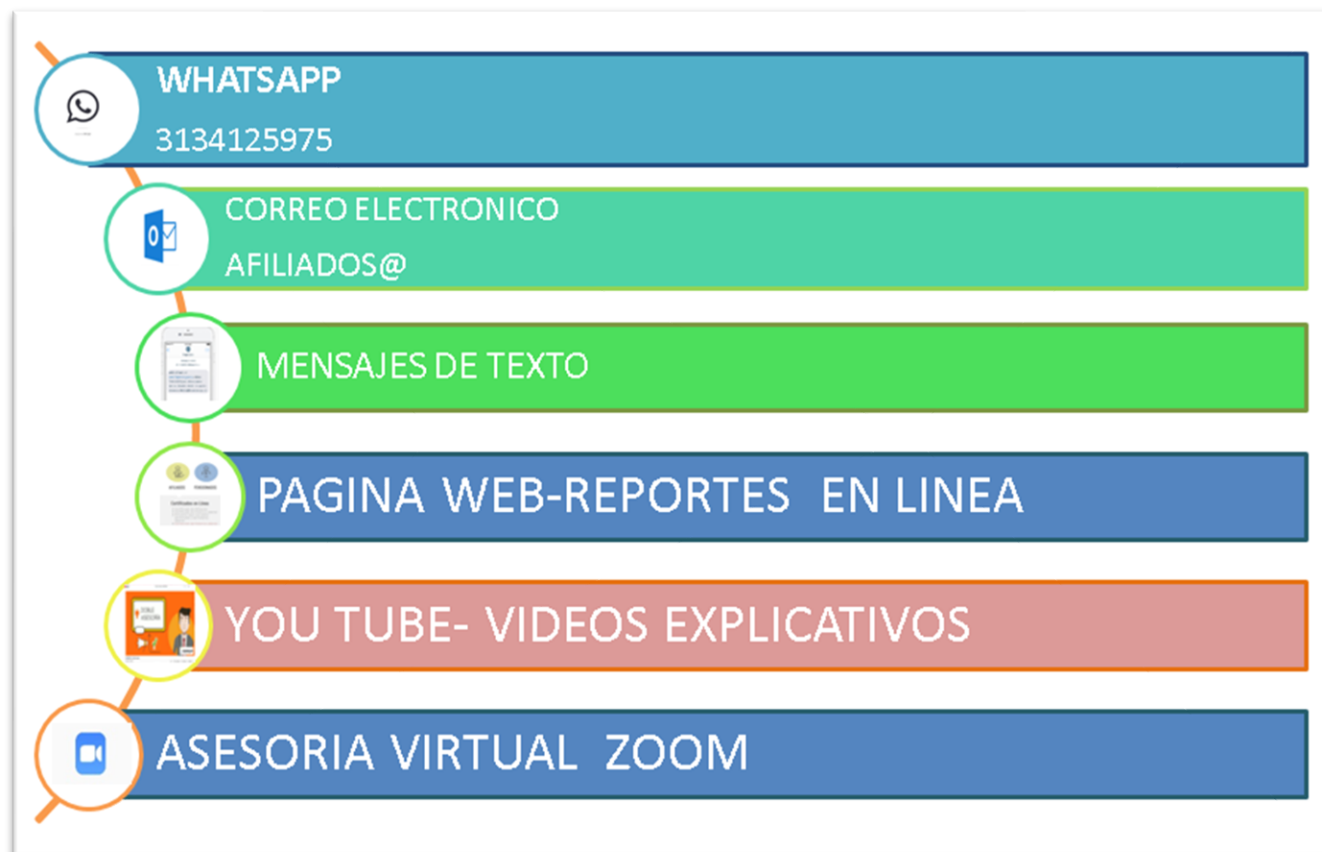 WHATSAPP
3134125975
CORREO ELECTRONICO
AFILIADOS@
MENSAJES DE TEXTO
PAGINA WEB-REPORTES EN LINEA
YOU TUBE- VIDEOS EXPLICATIVOS
ASESORIA VIRTUAL ZOOM